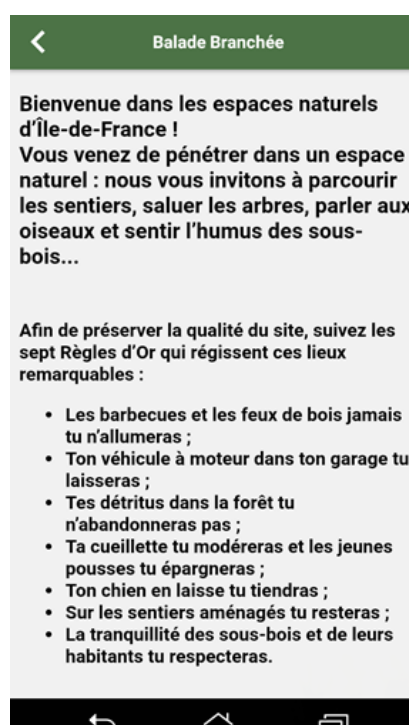 Balade Branchée
Bienvenue dans les espaces naturels
d’Île-de-France !
Vous venez de pénétrer dans un espace
naturel : nous vous invitons à parcourir
les sentiers, saluer les arbres, parler aux
oiseaux et sentir l’humus des sous-
bois...
Afin de préserver la qualité du site, suivez les
sept Règles d’Or qui régissent ces lieux
remarquables :
• Les barbecues et les feux de bois jamais
tu n’allumeras ;
• Ton véhicule à moteur dans ton garage tu
laisseras ;
• Tes détritus dans la forêt tu
n’abandonneras pas ;
• Ta cueillette tu modéreras et les jeunes
pousses tu épargneras ;
• Ton chien en laisse tu tiendras ;
• Sur les sentiers aménagés tu resteras ;
• La tranquillité des sous-bois et de leurs
habitants tu respecteras.